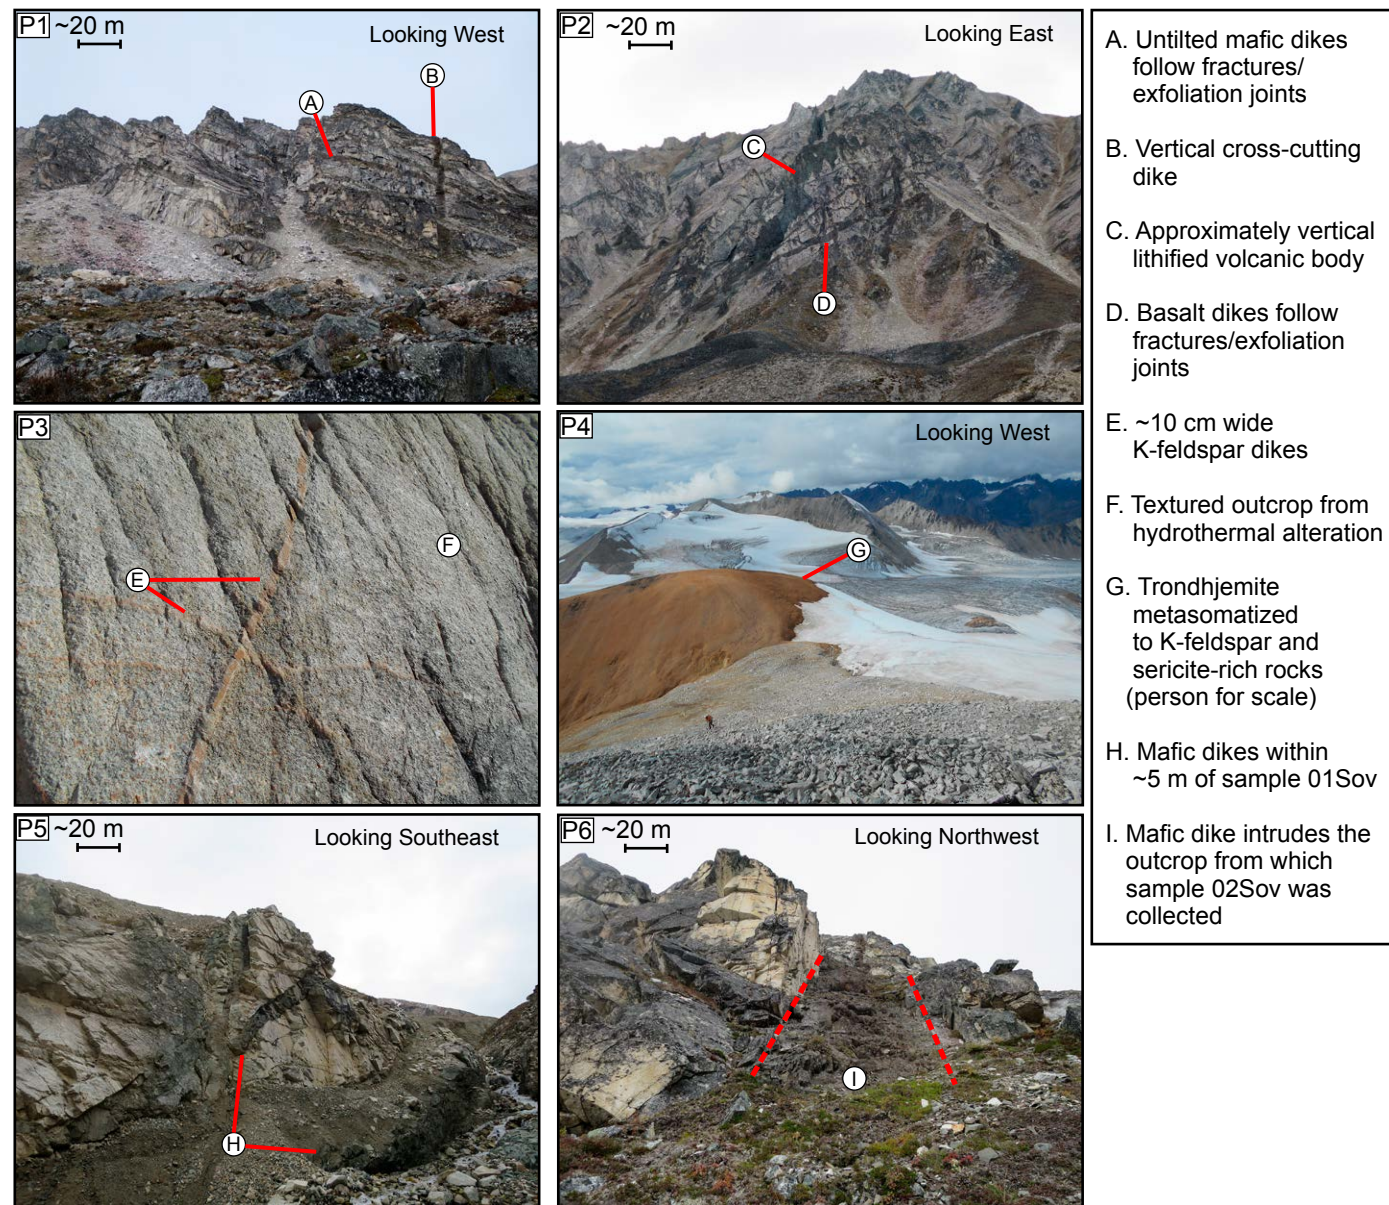 P1 ~20 m
Looking West
A
B
P2 ~20 m
Looking East
C
D
P3
E
F
P4
Looking West
G
P5 ~20 m
Looking Southeast
H
P6 ~20 m
Looking Northwest
I
A. Untilted mafic dikes
follow fractures/
exfoliation joints
B. Vertical cross-cutting
dike
C. Approximately vertical
lithified volcanic body
D. Basalt dikes follow
fractures/exfoliation
joints
E. ~10 cm wide
K-feldspar dikes
F. Textured outcrop from
hydrothermal alteration
G. Trondhjemite
metasomatized
to K-feldspar and
sericite-rich rocks
(person for scale)
H. Mafic dikes within
~5 m of sample 01Sov
I. Mafic dike intrudes the
outcrop from which
sample 02Sov was
collected